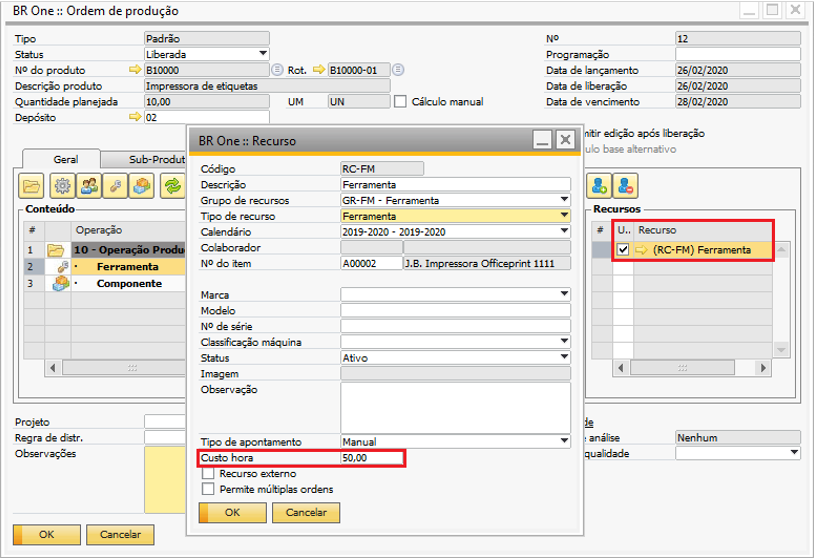 BR One :: Ordem de produção
Tipo Padrão Nº 12
Status Liberada Programação
Nº do produto B10000 Rot. B10000-01 Data de lançamento 26/02/2020
Descrição produto Impressora de etiquetas Data de liberação 26/02/2020
Quantidade planejada 10,00 UM UN Cálculo manual Data de vencimento 28/02/2020
Depósito 02
mitir edição após liberação
ulo base alternativo
Geral Sub-Produt
Conteúdo
# Operação
1 10 - Operação Produ
2 · Ferramenta
3 · Componente
Recursos
# U.. Recurso
(RC-FM) Ferramenta
Projeto
Regra de distr.
Observações
de
e análise Nenhum
qualidade
OK Cancelar
BR One :: Recurso
Código RC-FM
Descrição Ferramenta
Grupo de recursos GR-FM - Ferramenta
Tipo de recurso Ferramenta
Calendário 2019-2020 - 2019-2020
Colaborador
Nº do item A00002 J.B. Impressora Officeprint 1111
Marca
Modelo
Nº de série
Classificação máquina
Status Ativo
Imagem
Observação
Tipo de apontamento Manual
Custo hora 50,00
Recurso externo
Permite múltiplas ordens
OK Cancelar